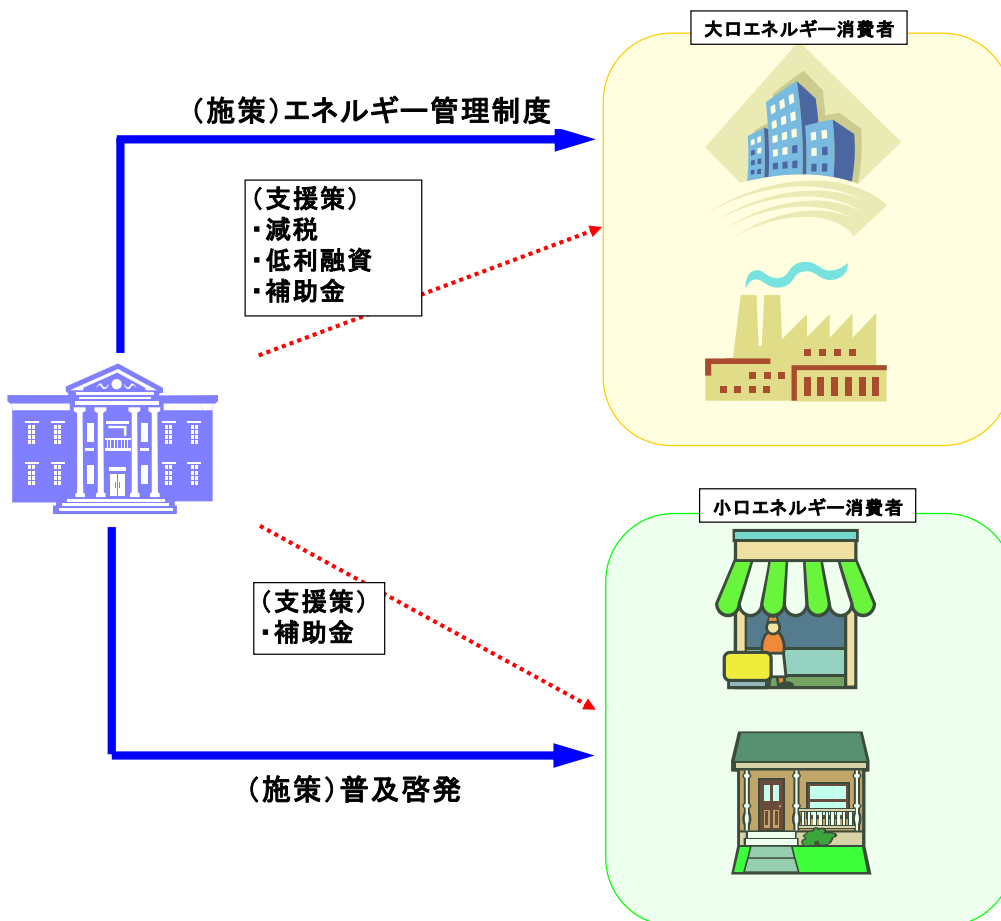 大口エネルギー消費者
（施策）エネルギー管理制度
（支援策）
・減税
・低利融資
・補助金
小口エネルギー消費者
（支援策）
・補助金
（施策）普及啓発